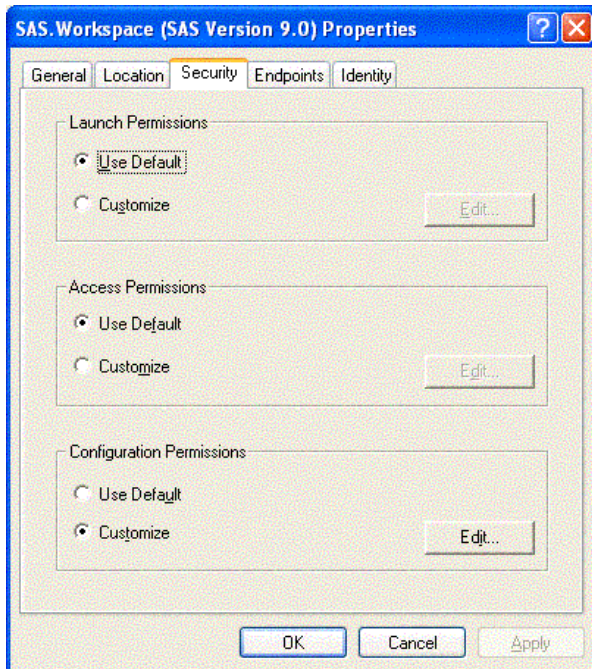 SAS.Workspace (SAS Version 9.0) Properties
General Location Security Endpoints Identity
Launch Permissions
Use Default
Customize
Edit...
Access Permissions
Use Default
Customize
Edit...
Configuration Permissions
Use Default
Customize
Edit...
OK Cancel Apply